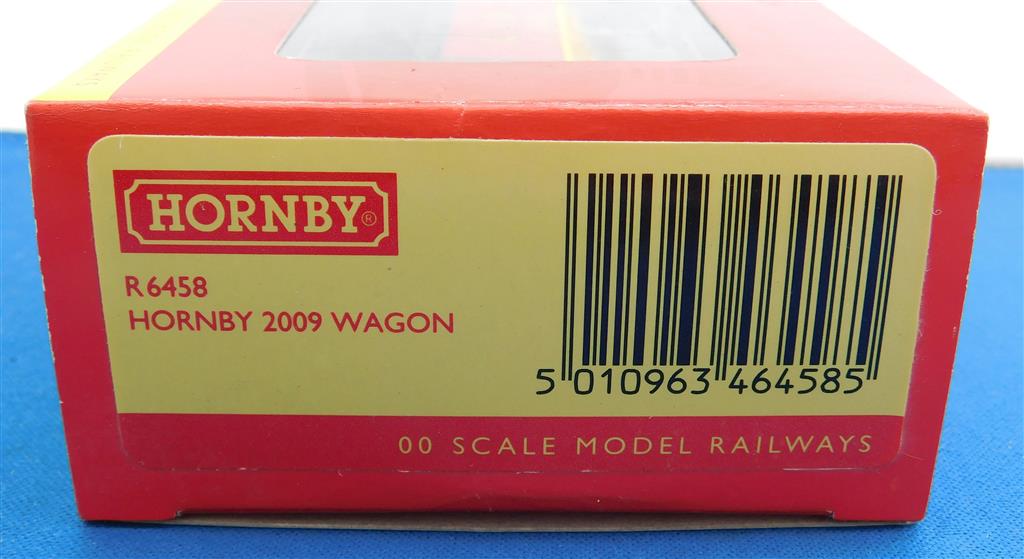 HORNBY®
R6458
HORNBY 2009 WAGON
5 010963 464585
00 SCALE MODEL RAILWAYS